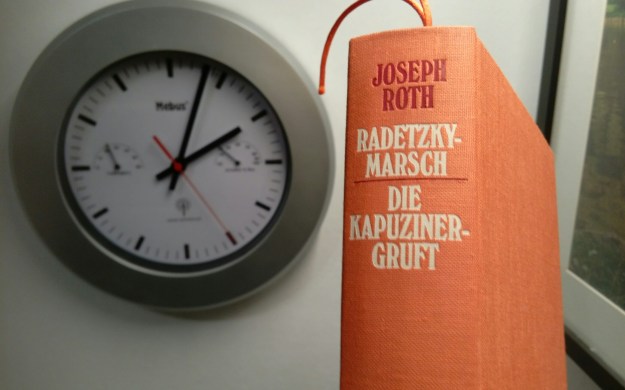 Mebus
JOSEPH
ROTH
RADETZKY-
MARSCH
DIE
KAPUZINER-
GRUFT